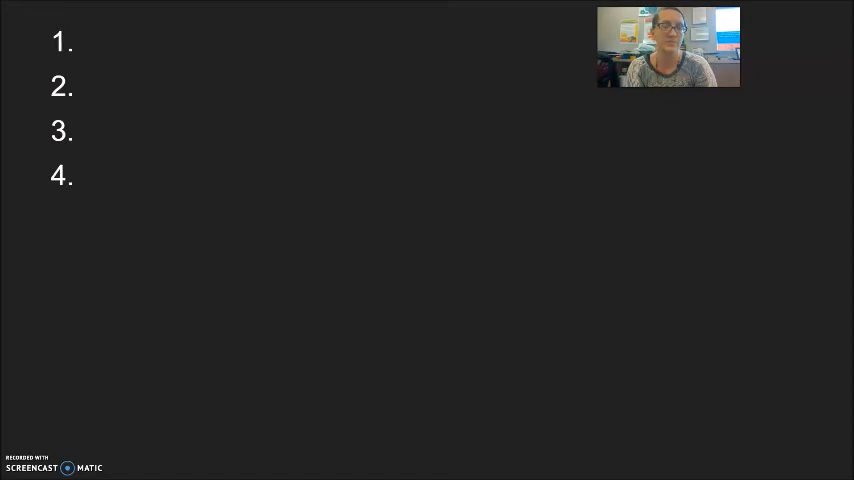 1.
2.
3.
4.
RECORDED WITH
SCREENCAST MATIC